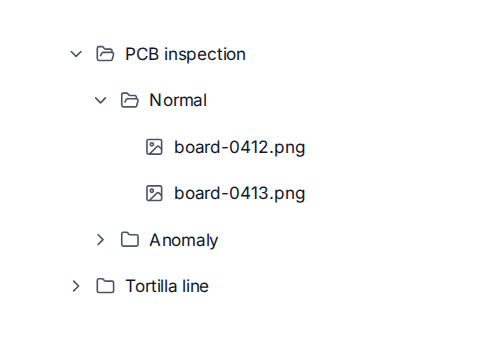 PCB inspection
Normal
board-0412.png
board-0413.png
Anomaly
Tortilla line